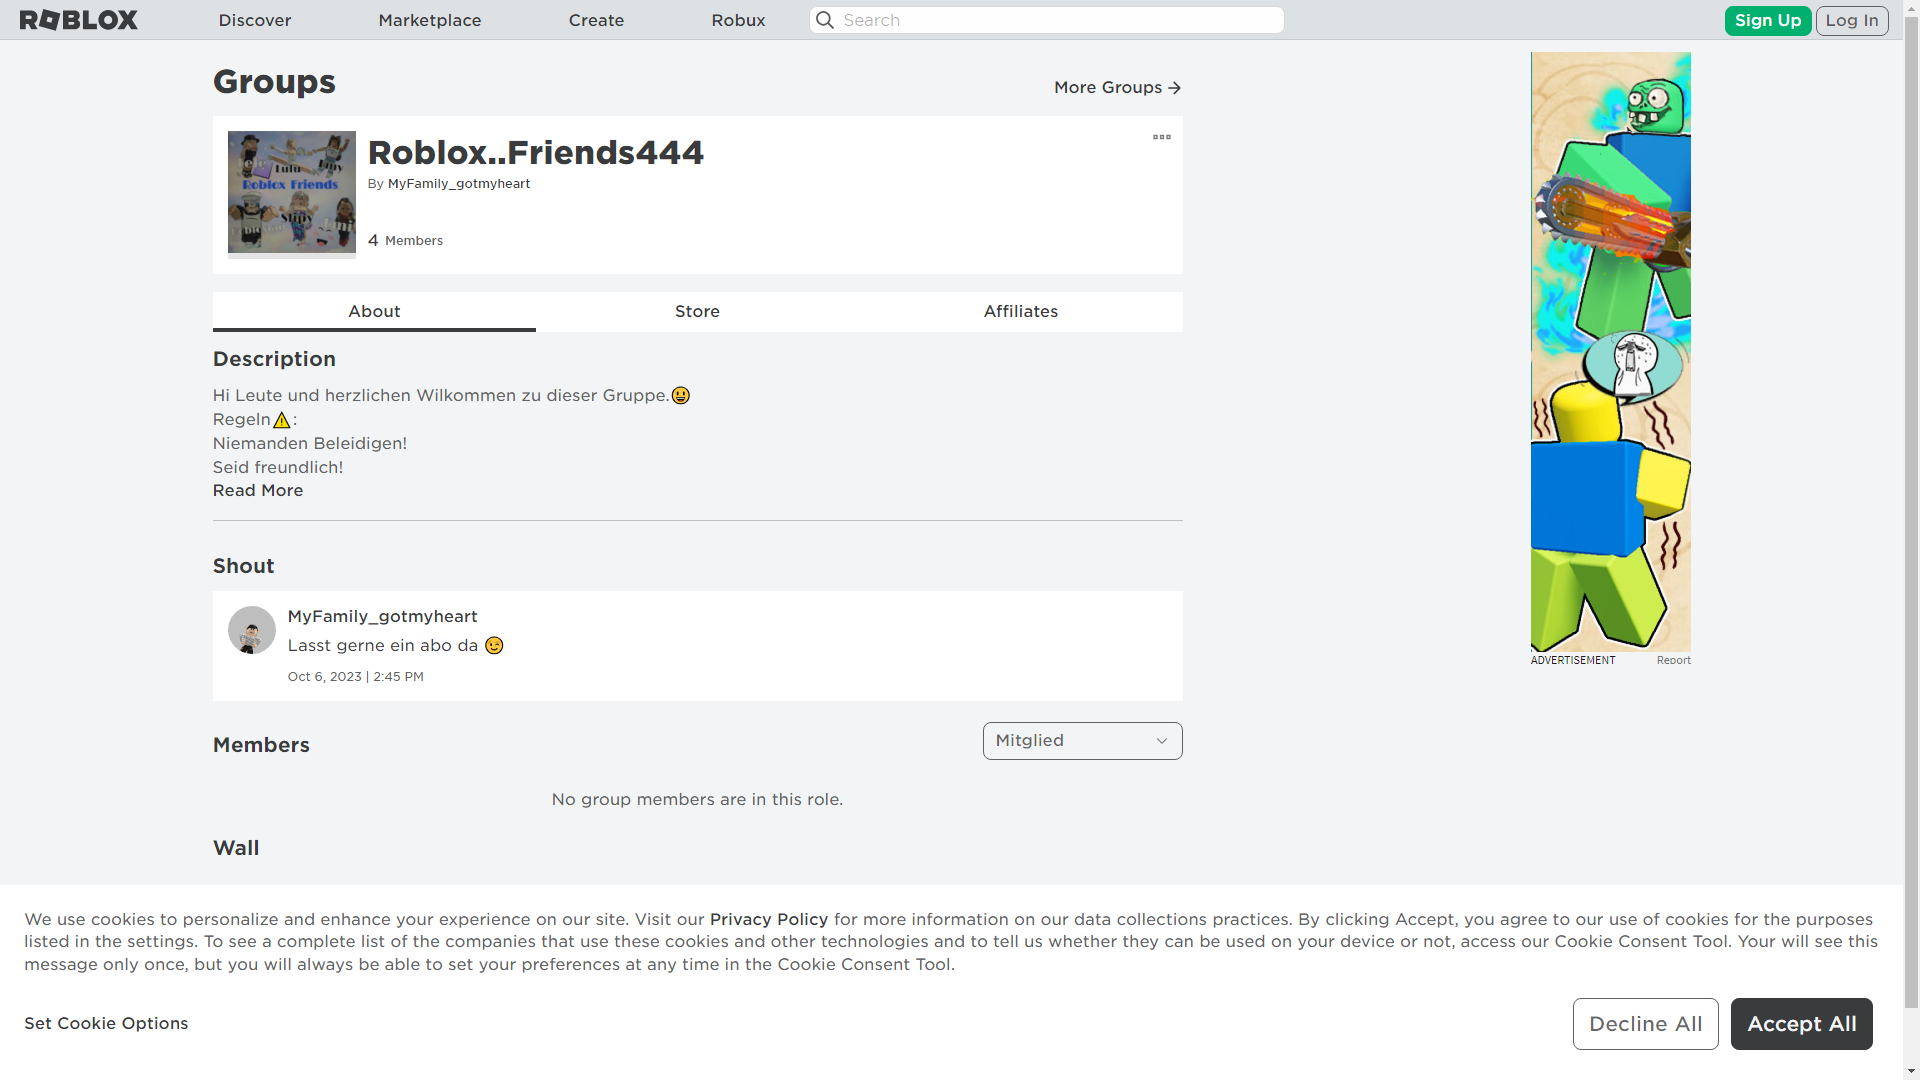 ROBLOX
Discover
Marketplace
Create
Robux
Search
Sign Up
Log In
Groups
More Groups
Lulu
Roblox Friends
Slipy
Roblox..Friends444
By MyFamily_gotmyheart
4 Members
About
Store
Affiliates
Description
Hi Leute und herzlichen Wilkommen zu dieser Gruppe.😃
Regeln⚠️:
Niemanden Beleidigen!
Seid freundlich!
Read More
Shout
MyFamily_gotmyheart
Lasst gerne ein abo da 😉
Oct 6, 2023 | 2:45 PM
Members
Mitglied
No group members are in this role.
Wall
ADVERTISEMENT
Report
We use cookies to personalize and enhance your experience on our site. Visit our Privacy Policy for more information on our data collections practices. By clicking Accept, you agree to our use of cookies for the purposes
listed in the settings. To see a complete list of the companies that use these cookies and other technologies and to tell us whether they can be used on your device or not, access our Cookie Consent Tool. Your will see this
message only once, but you will always be able to set your preferences at any time in the Cookie Consent Tool.
Set Cookie Options
Decline All
Accept All